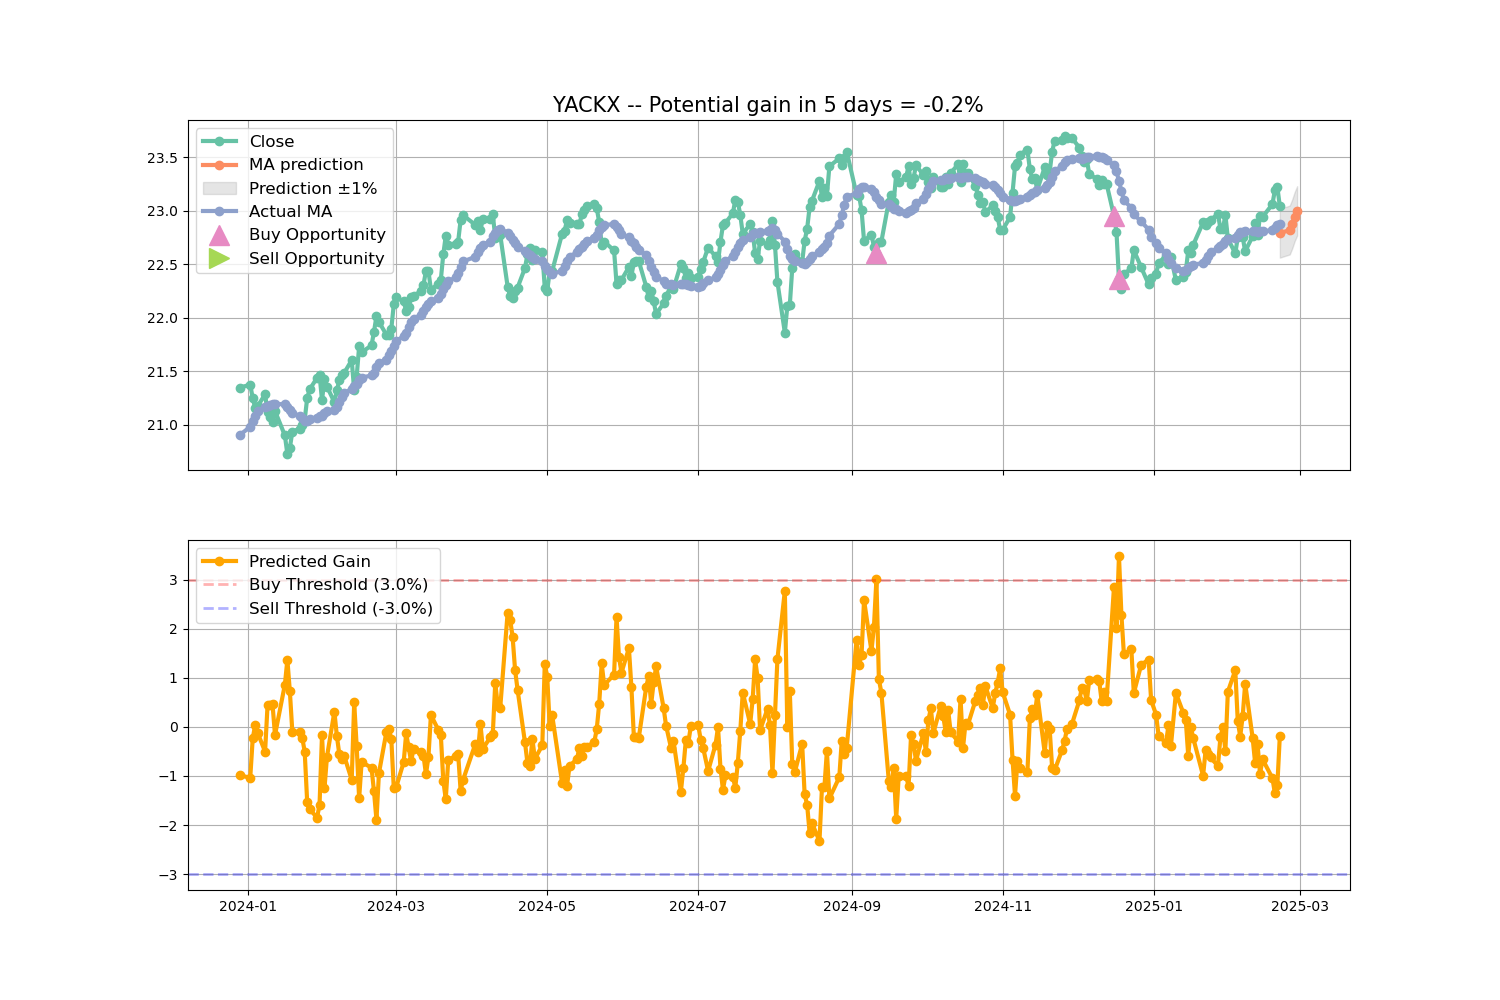 YACKX -- Potential gain in 5 days = -0.2%
Close
MA prediction
Prediction ±1%
Actual MA
Buy Opportunity
Sell Opportunity
23.5
23.0
22.5
22.0
21.5
21.0
Predicted Gain
Buy Threshold (3.0%)
Sell Threshold (-3.0%)
3
2
1
0
−1
−2
−3
2024-01
2024-03
2024-05
2024-07
2024-09
2024-11
2025-01
2025-03